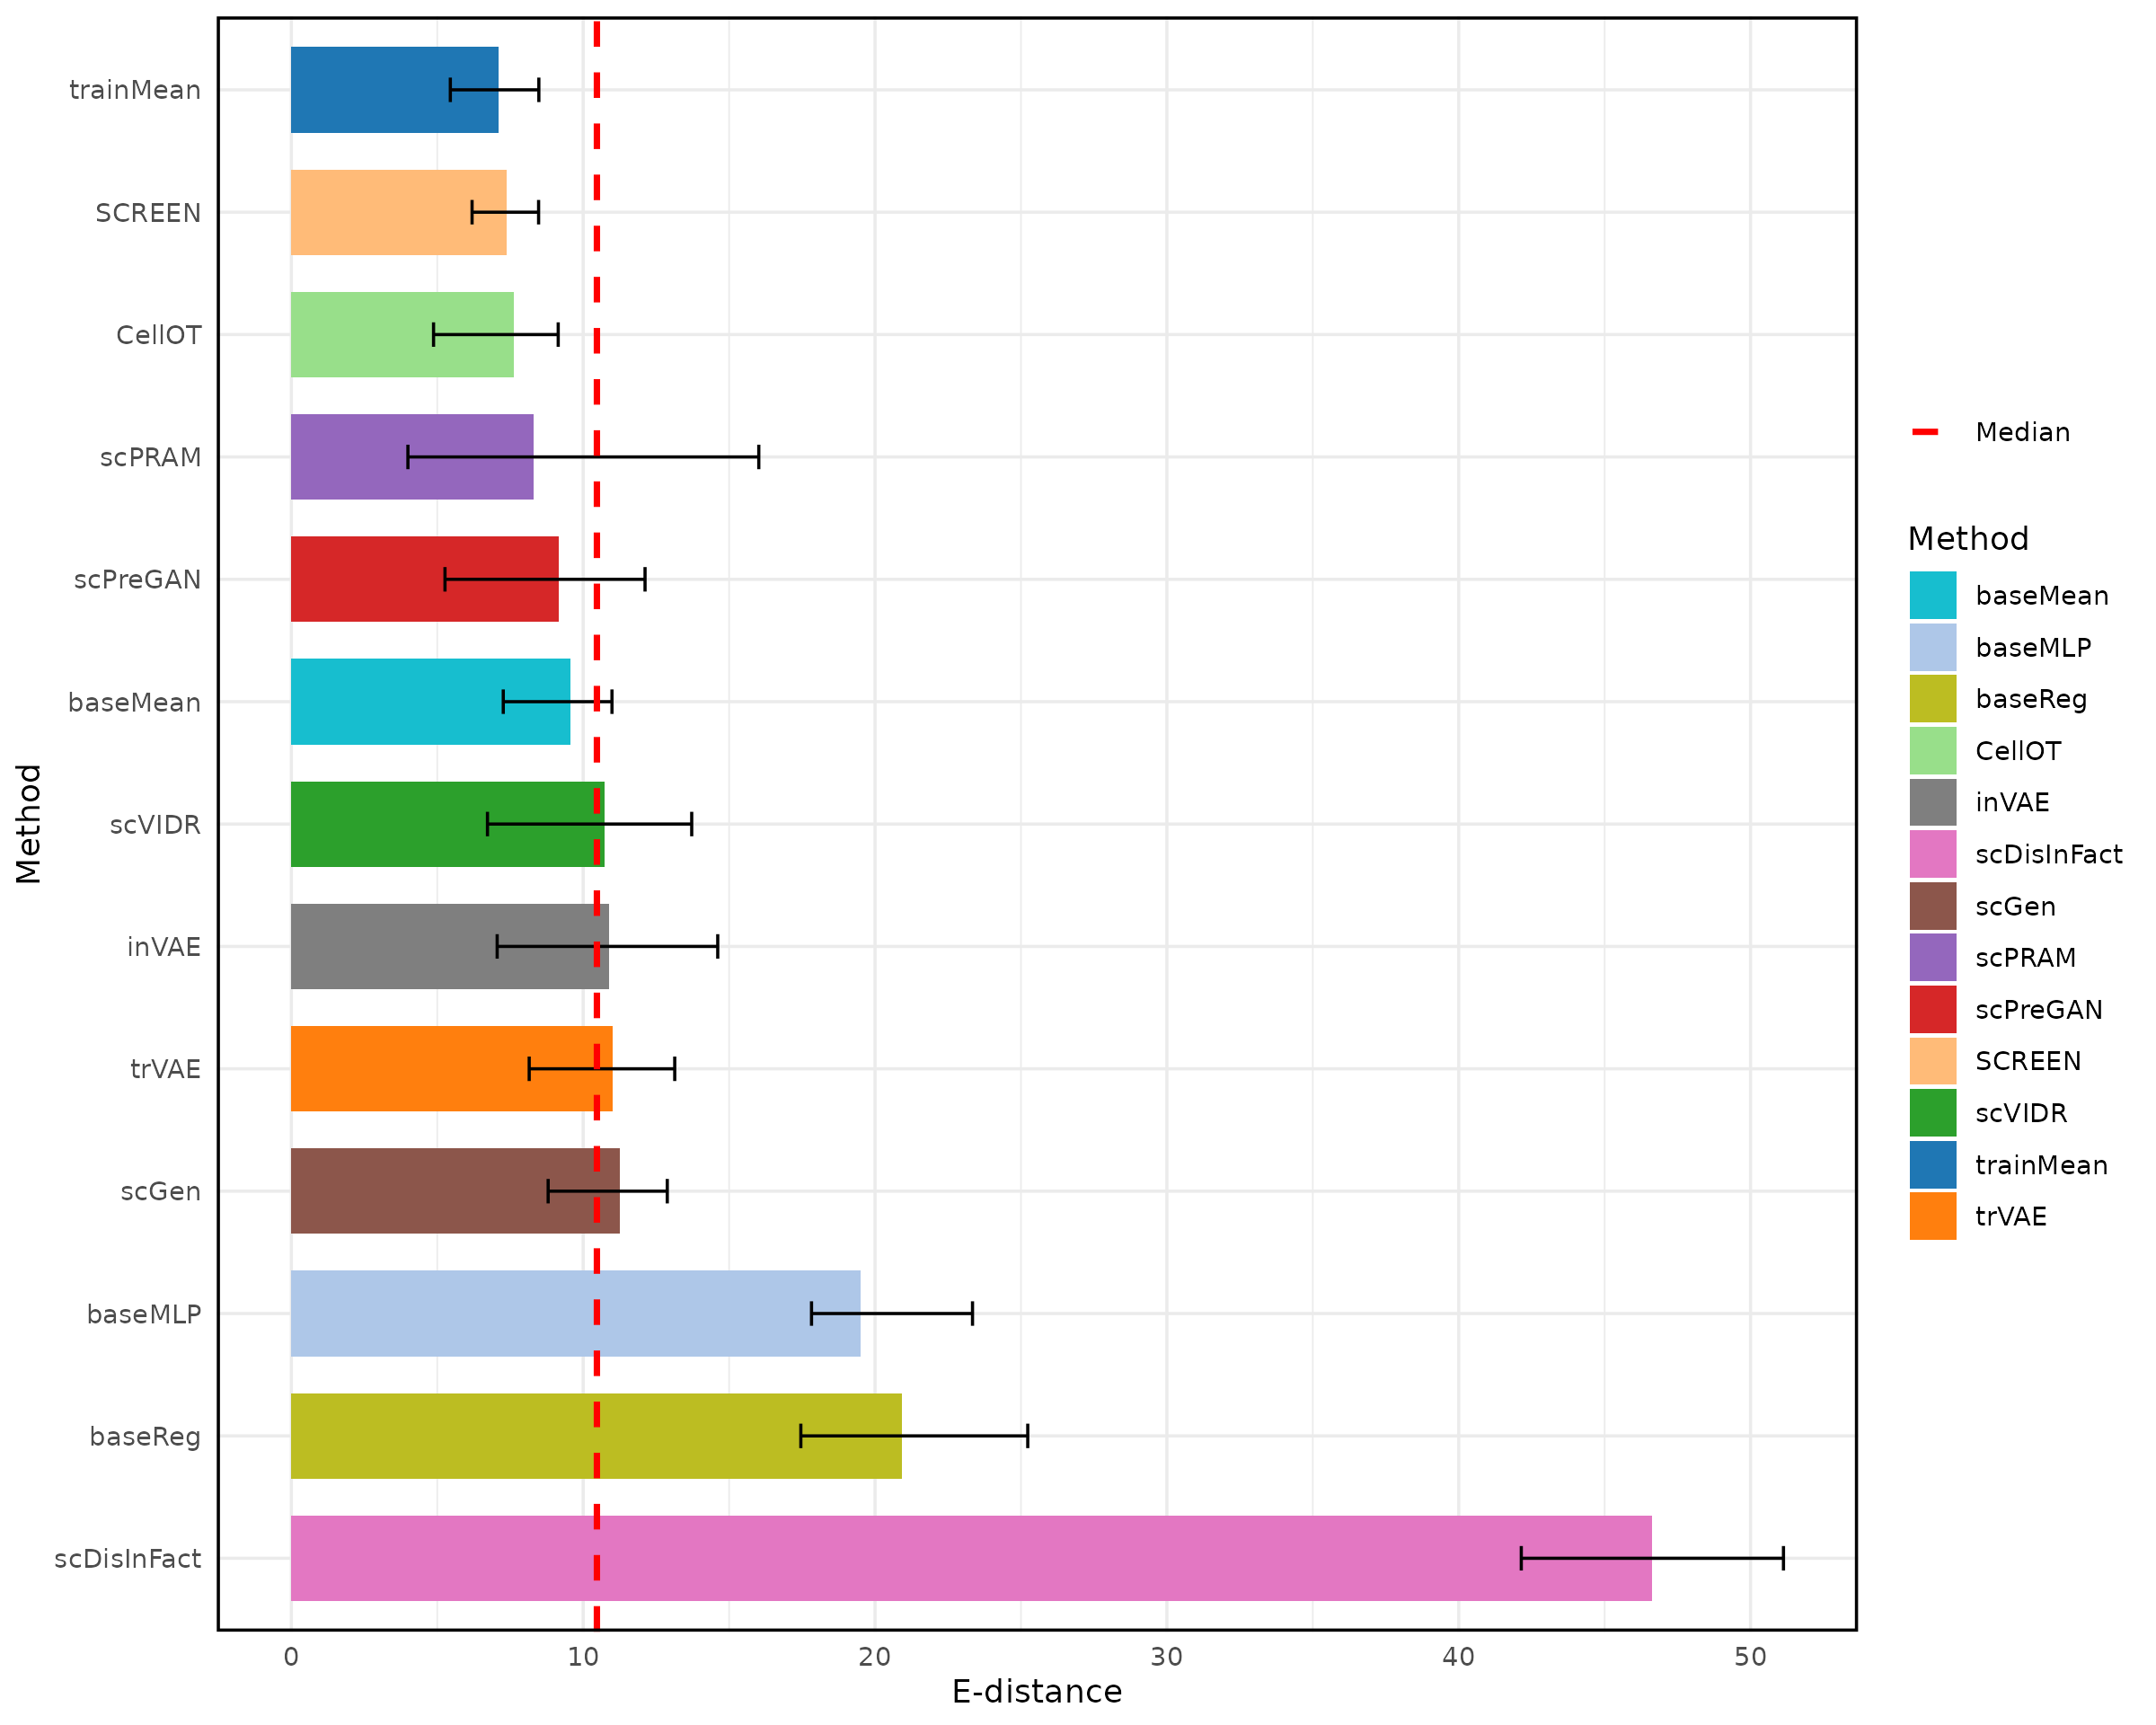 trainMean
SCREEN
CellOT
scPRAM
scPreGAN
baseMean
scVIDR
inVAE
trVAE
scGen
baseMLP
baseReg
scDisInFact
Method
0 10 20 30 40 50
E-distance
Median
Method
baseMean
baseMLP
baseReg
CellOT
inVAE
scDisInFact
scGen
scPRAM
scPreGAN
SCREEN
scVIDR
trainMean
trVAE